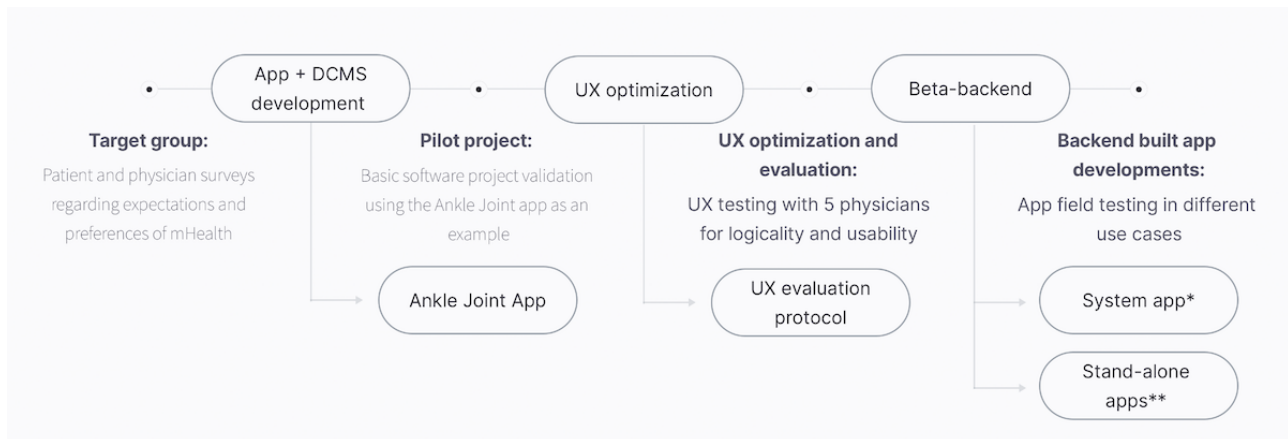 App + DCMS
development
UX optimization
Beta-backend
Target group:
Patient and physician surveys
regarding expectations and
preferences of mHealth
Pilot project:
Basic software project validation
using the Ankle Joint app as an
example
Ankle Joint App
UX optimization and
evaluation:
UX testing with 5 physicians
for logicality and usability
UX evaluation
protocol
Backend built app
developments:
App field testing in different
use cases
System app*
Stand-alone
apps**